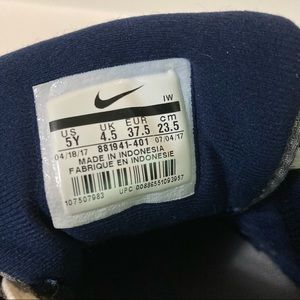 IW
US UK EUR cm
5Y 4.5 37.5 23.5
04/18/17 881941-401 07/04/17
MADE IN INDONESIA
FABRIQUE EN INDONESIE
107507983 UPC 00886551093957